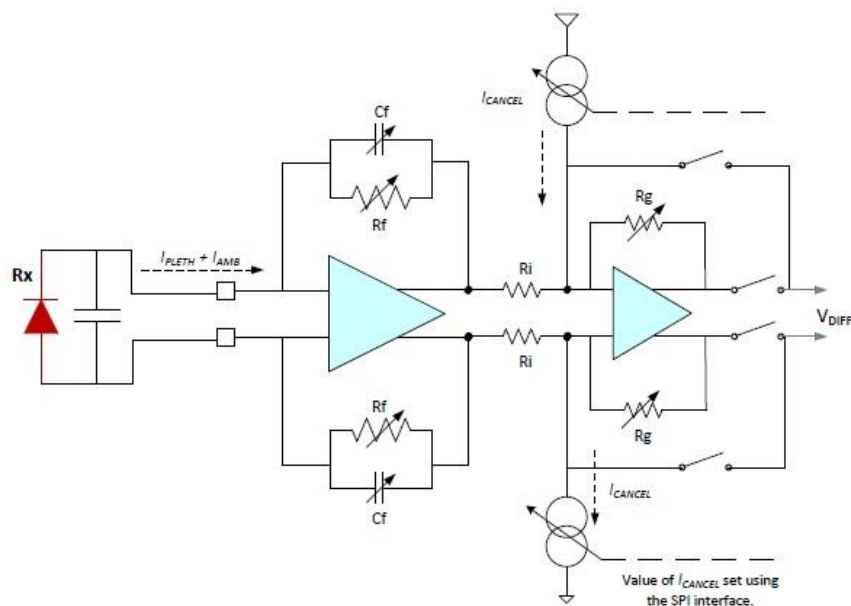 I_CANCEL
Cf
Rf
Rg
I_PLETH + I_AMB
Rx
Ri
V_DIFF
Ri
Rf
Rg
Cf
I_CANCEL
Value of I_CANCEL set using
the SPI interface.